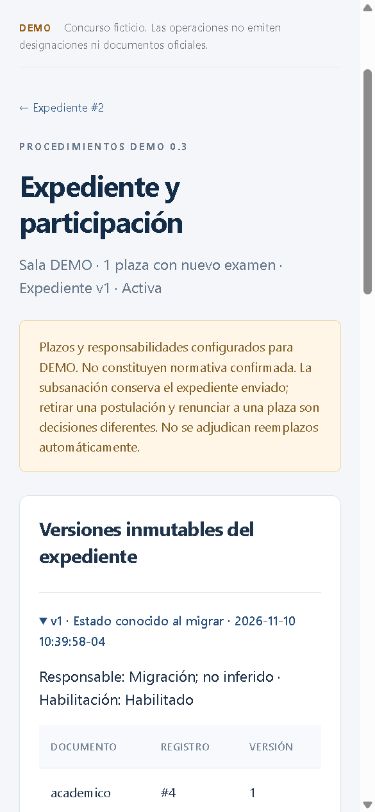 DEMO Concurso ficticio. Las operaciones no emiten
designaciones ni documentos oficiales.
← Expediente #2
PROCEDIMIENTOS DEMO 0.3
Expediente y
participación
Sala DEMO · 1 plaza con nuevo examen ·
Expediente v1 · Activa
Plazos y responsabilidades configurados para
DEMO. No constituyen normativa confirmada. La
subsanación conserva el expediente enviado;
retirar una postulación y renunciar a una plaza son
decisiones diferentes. No se adjudican reemplazos
automáticamente.
Versiones inmutables del
expediente
▼ v1 · Estado conocido al migrar · 2026-11-10
10:39:58-04
Responsable: Migración; no inferido ·
Habilitación: Habilitado
DOCUMENTO REGISTRO VERSIÓN
academico #4 1